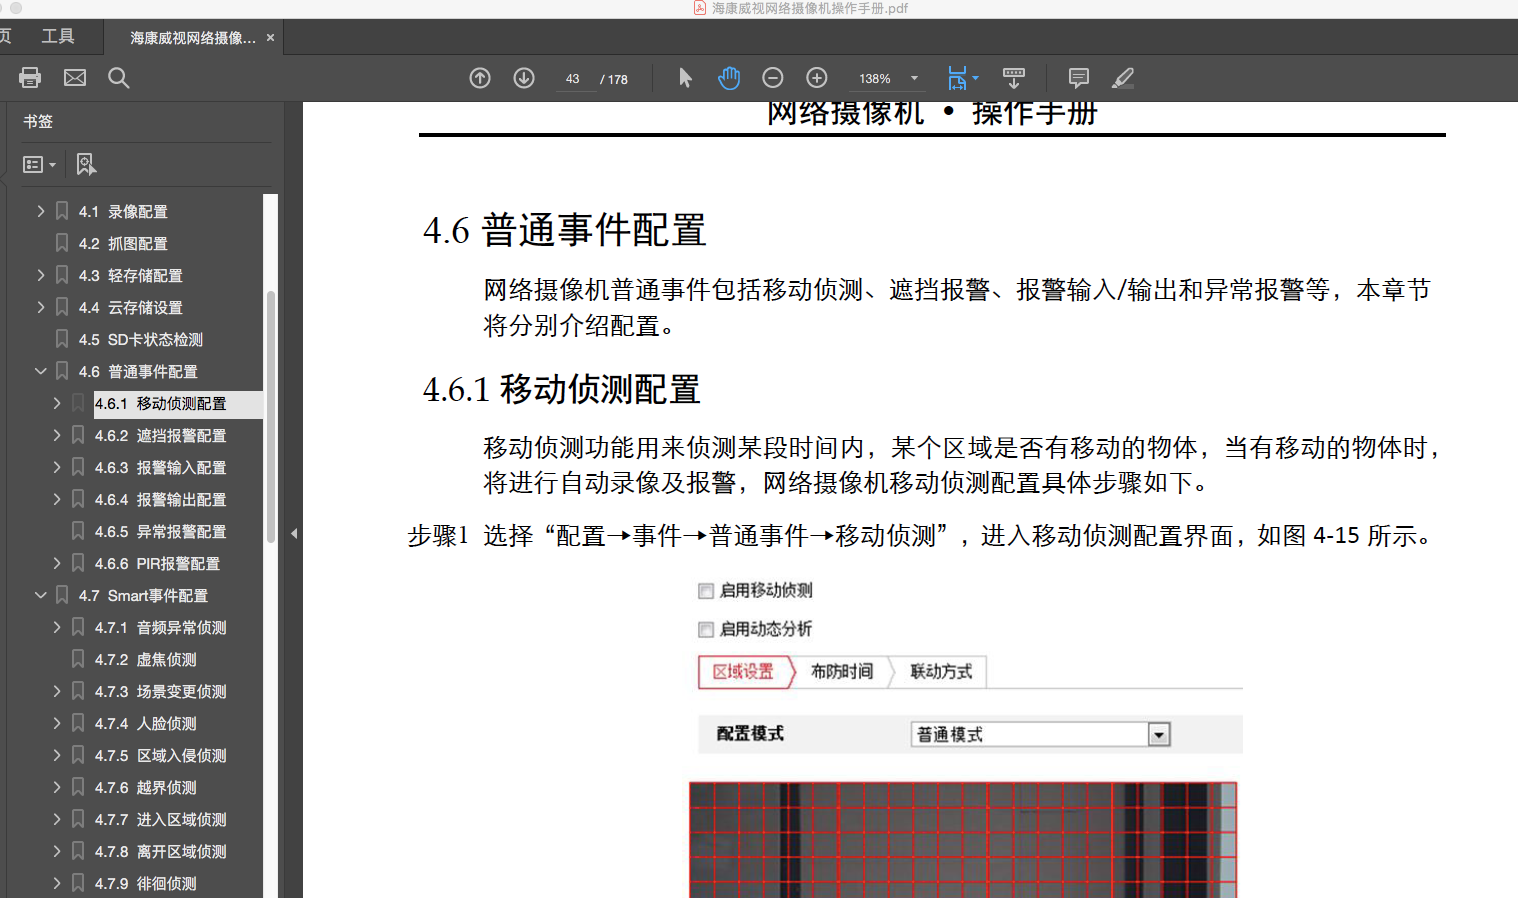 海康威视网络摄像机操作手册.pdf
页 工具 海康威视网络摄像... ×
43 / 178 138%
书签
4.1 录像配置
4.2 抓图配置
4.3 轻存储配置
4.4 云存储设置
4.5 SD卡状态检测
4.6 普通事件配置
4.6.1 移动侦测配置
4.6.2 遮挡报警配置
4.6.3 报警输入配置
4.6.4 报警输出配置
4.6.5 异常报警配置
4.6.6 PIR报警配置
4.7 Smart事件配置
4.7.1 音频异常侦测
4.7.2 虚焦侦测
4.7.3 场景变更侦测
4.7.4 人脸侦测
4.7.5 区域入侵侦测
4.7.6 越界侦测
4.7.7 进入区域侦测
4.7.8 离开区域侦测
4.7.9 徘徊侦测
网络摄像机 • 操作手册
4.6 普通事件配置
网络摄像机普通事件包括移动侦测、遮挡报警、报警输入/输出和异常报警等，本章节
将分别介绍配置。
4.6.1 移动侦测配置
移动侦测功能用来侦测某段时间内，某个区域是否有移动的物体，当有移动的物体时，
将进行自动录像及报警，网络摄像机移动侦测配置具体步骤如下。
步骤1 选择“配置→事件→普通事件→移动侦测”，进入移动侦测配置界面，如图 4-15 所示。
启用移动侦测
启用动态分析
区域设置 布防时间 联动方式
配置模式 普通模式